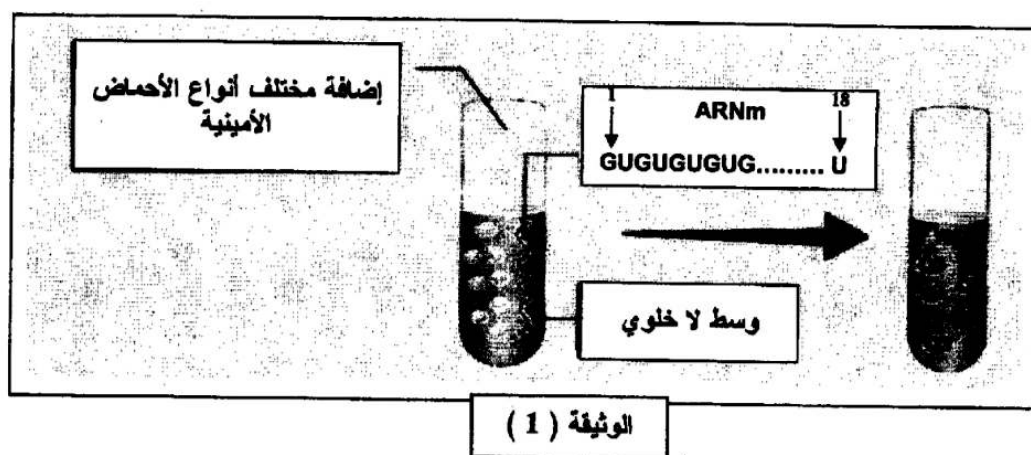 إضافة مختلف أنواع الأحماض
الأمينية
1 18
ARNm
GUGUGUGUG......... U
وسط لا خلوي
الوثيقة ( 1 )